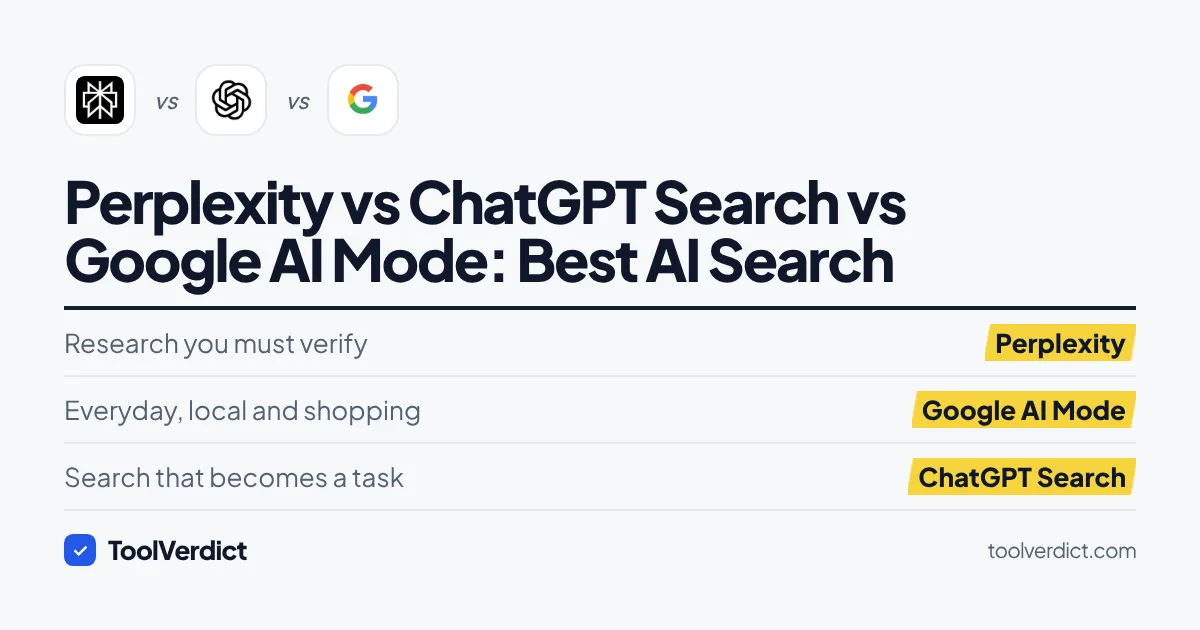 vs vs
Perplexity vs ChatGPT Search vs
Google AI Mode: Best AI Search
Research you must verify Perplexity
Everyday, local and shopping Google AI Mode
Search that becomes a task ChatGPT Search
ToolVerdict toolverdict.com